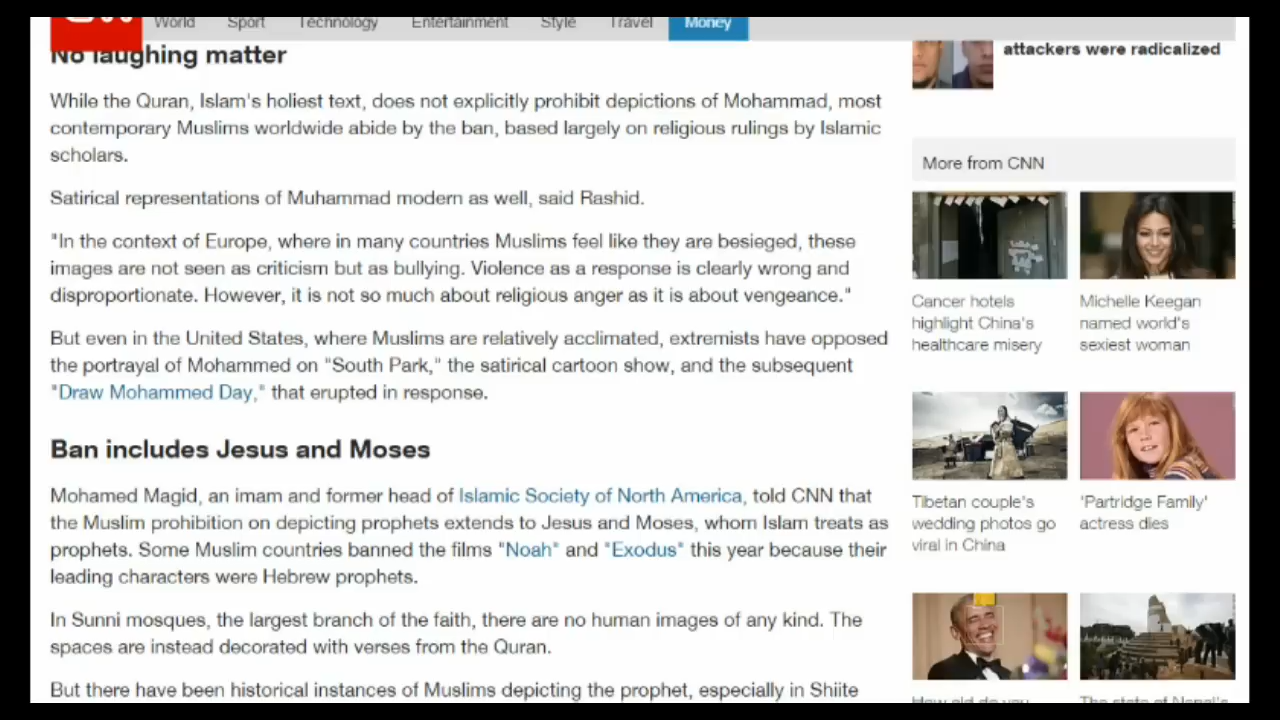 World Sport Technology Entertainment Style Travel Money
No laughing matter
While the Quran, Islam's holiest text, does not explicitly prohibit depictions of Mohammad, most
contemporary Muslims worldwide abide by the ban, based largely on religious rulings by Islamic
scholars.
Satirical representations of Muhammad modern as well, said Rashid.
"In the context of Europe, where in many countries Muslims feel like they are besieged, these
images are not seen as criticism but as bullying. Violence as a response is clearly wrong and
disproportionate. However, it is not so much about religious anger as it is about vengeance."
But even in the United States, where Muslims are relatively acclimated, extremists have opposed
the portrayal of Mohammed on "South Park," the satirical cartoon show, and the subsequent
"Draw Mohammed Day," that erupted in response.
Ban includes Jesus and Moses
Mohamed Magid, an imam and former head of Islamic Society of North America, told CNN that
the Muslim prohibition on depicting prophets extends to Jesus and Moses, whom Islam treats as
prophets. Some Muslim countries banned the films "Noah" and "Exodus" this year because their
leading characters were Hebrew prophets.
In Sunni mosques, the largest branch of the faith, there are no human images of any kind. The
spaces are instead decorated with verses from the Quran.
But there have been historical instances of Muslims depicting the prophet, especially in Shiite
attackers were radicalized
More from CNN
Cancer hotels
highlight China's
healthcare misery
Michelle Keegan
named world's
sexiest woman
Tibetan couple's
wedding photos go
viral in China
'Partridge Family'
actress dies
How old do you
The state of Nepal's